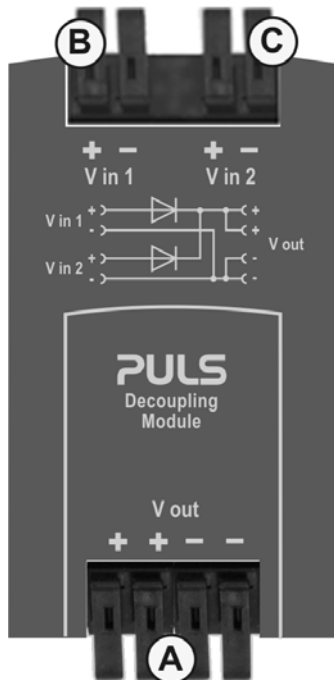 B C
+ - + -
V in 1 V in 2
V in 1 + +
- + V out
V in 2 + -
- -
PULS
Decoupling
Module
V out
+ + - -
A